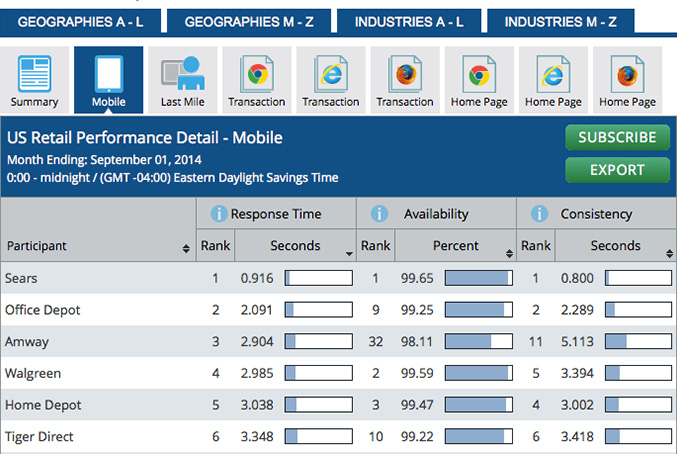 GEOGRAPHIES A - L GEOGRAPHIES M - Z INDUSTRIES A - L INDUSTRIES M - Z
Summary Mobile Last Mile Transaction Transaction Transaction Home Page Home Page Home Page
US Retail Performance Detail - Mobile SUBSCRIBE
Month Ending: September 01, 2014
0:00 - midnight / (GMT -04:00) Eastern Daylight Savings Time EXPORT
i Response Time i Availability i Consistency
Participant Rank Seconds Rank Percent Rank Seconds
Sears 1 0.916 1 99.65 1 0.800
Office Depot 2 2.091 9 99.25 2 2.289
Amway 3 2.904 32 98.11 11 5.113
Walgreen 4 2.985 2 99.59 5 3.394
Home Depot 5 3.038 3 99.47 4 3.002
Tiger Direct 6 3.348 10 99.22 6 3.418